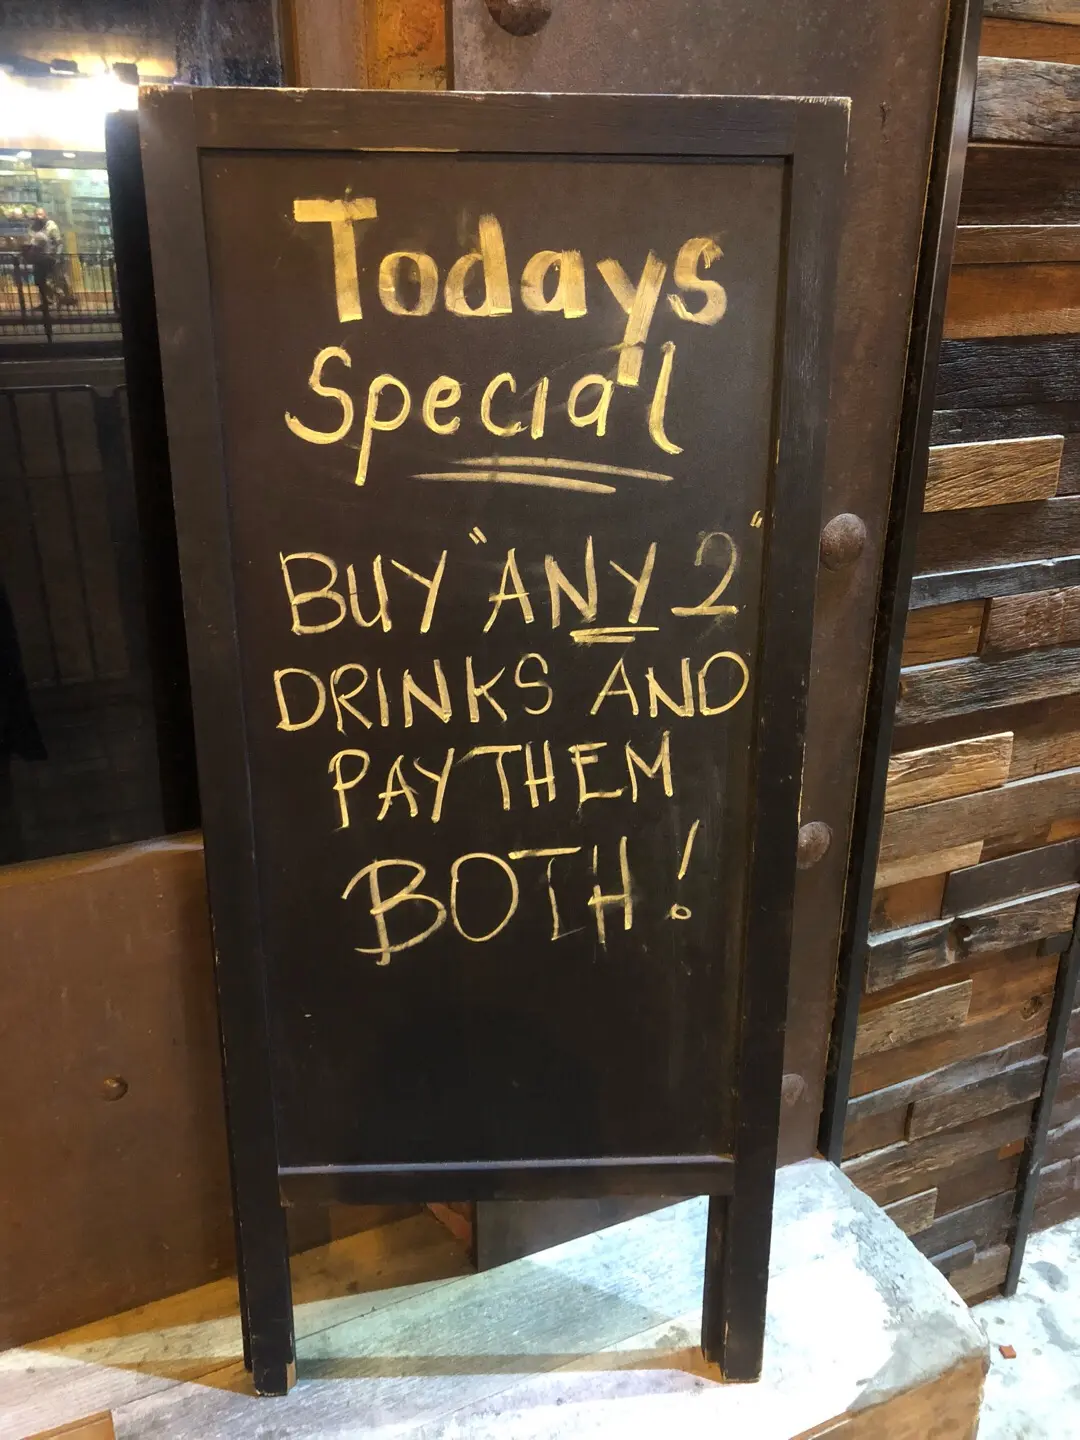 Todays
Special
BUY "ANY 2"
DRINKS AND
PAY THEM
BOTH!